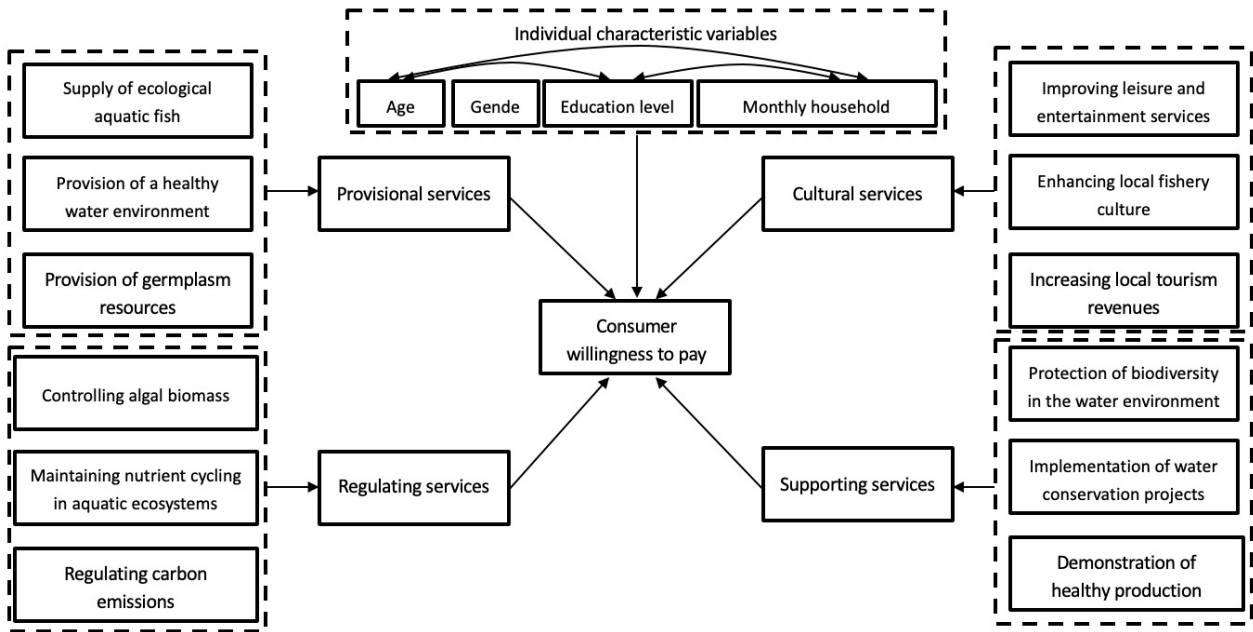 Individual characteristic variables
Age
Gende
Education level
Monthly household
Supply of ecological
aquatic fish
Provision of a healthy
water environment
Provision of germplasm
resources
Controlling algal biomass
Maintaining nutrient cycling
in aquatic ecosystems
Regulating carbon
emissions
Provisional services
Regulating services
Consumer
willingness to pay
Cultural services
Supporting services
Improving leisure and
entertainment services
Enhancing local fishery
culture
Increasing local tourism
revenues
Protection of biodiversity
in the water environment
Implementation of water
conservation projects
Demonstration of
healthy production